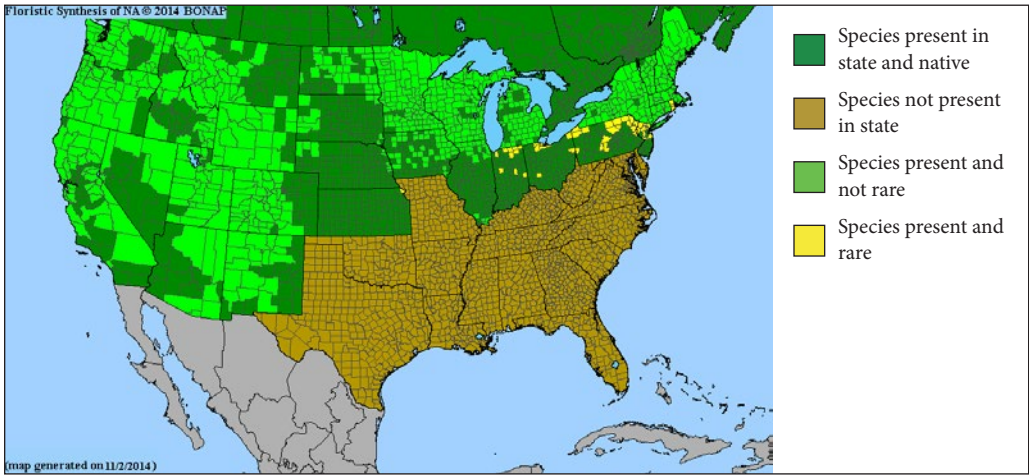 Floristic Synthesis of NA © 2014 BONAP
Species present in
state and native
Species not present
in state
Species present and
not rare
Species present and
rare
(map generated on 11/2/2014)